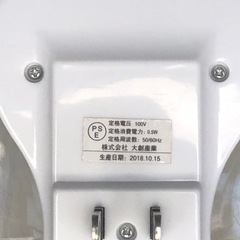 PSE
定格電圧 100V
定格消費電力: 0.5W
定格周波数: 50/60Hz
株式会社 大創産業
生産日期: 2018.10.15